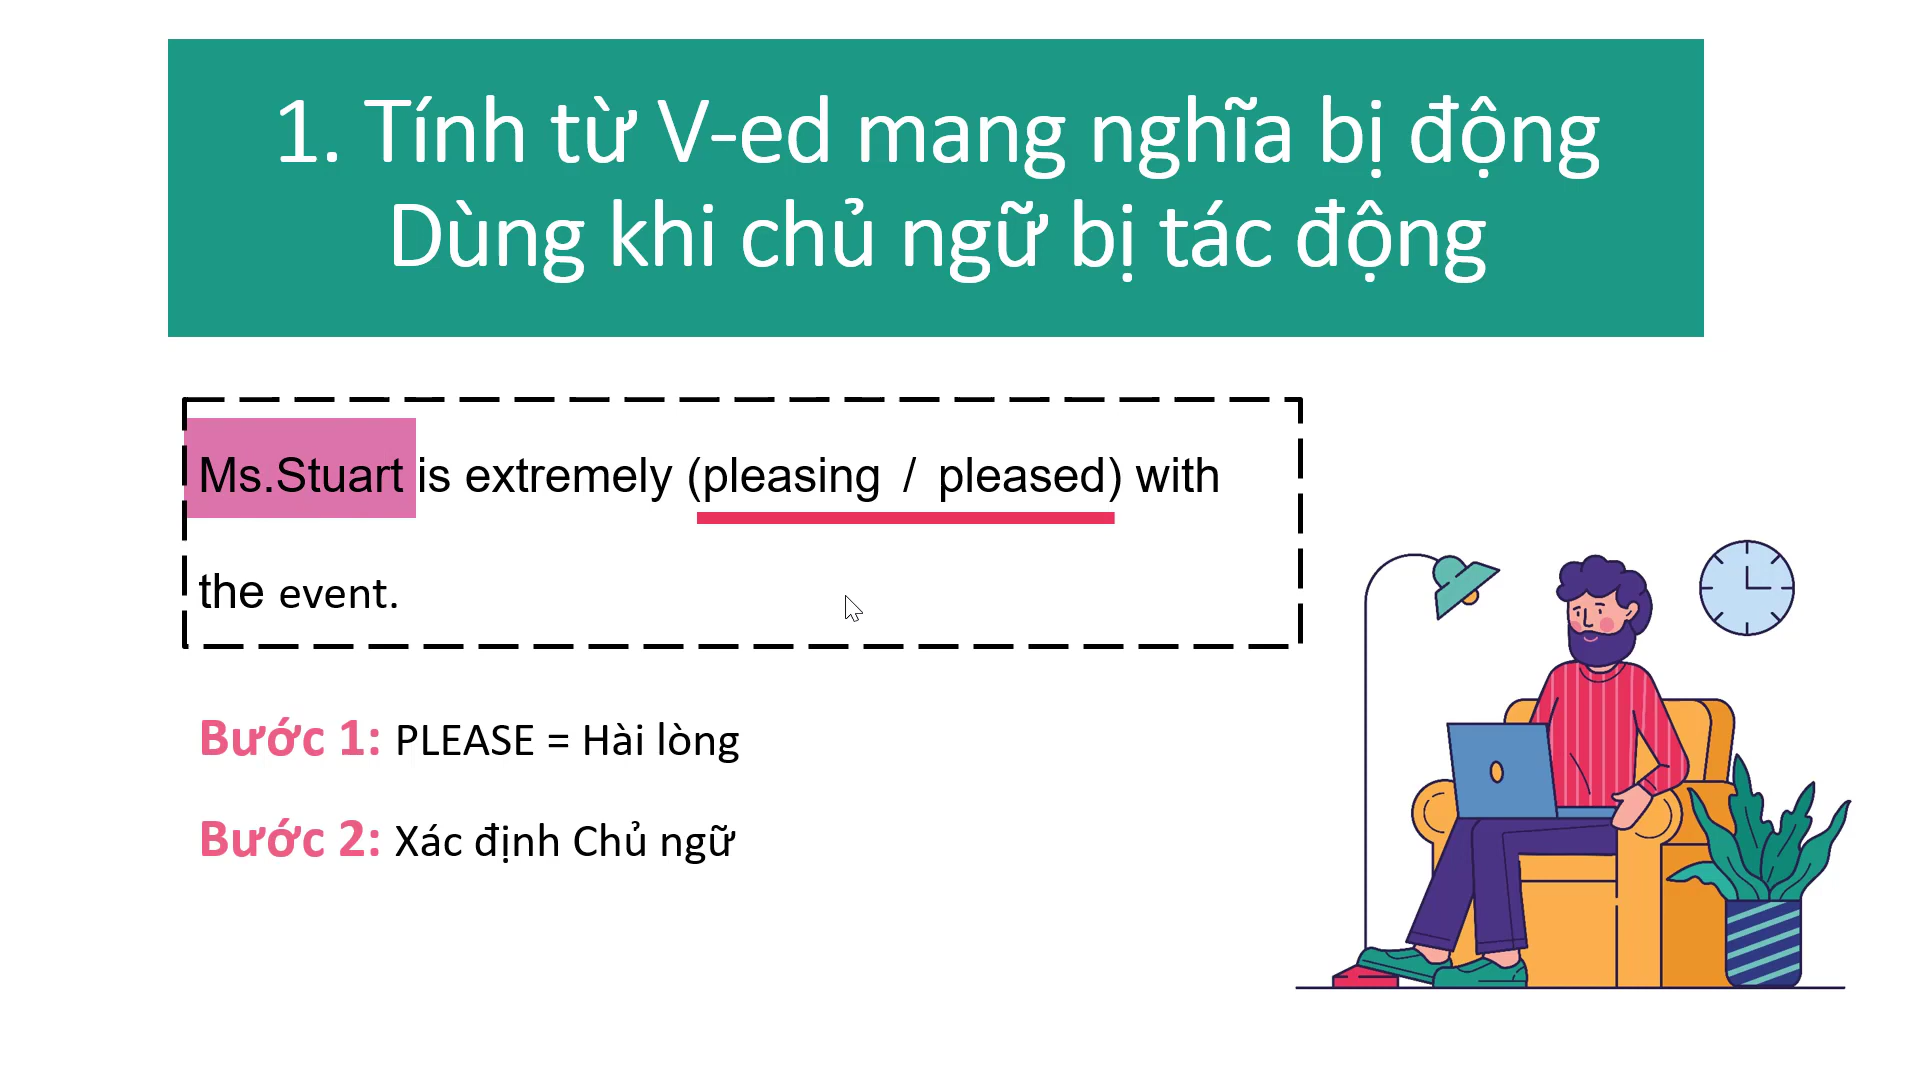 1. Tính từ V-ed mang nghĩa bị động
Dùng khi chủ ngữ bị tác động
Ms.Stuart is extremely (pleasing / pleased) with
the event.
Bước 1: PLEASE = Hài lòng
Bước 2: Xác định Chủ ngữ